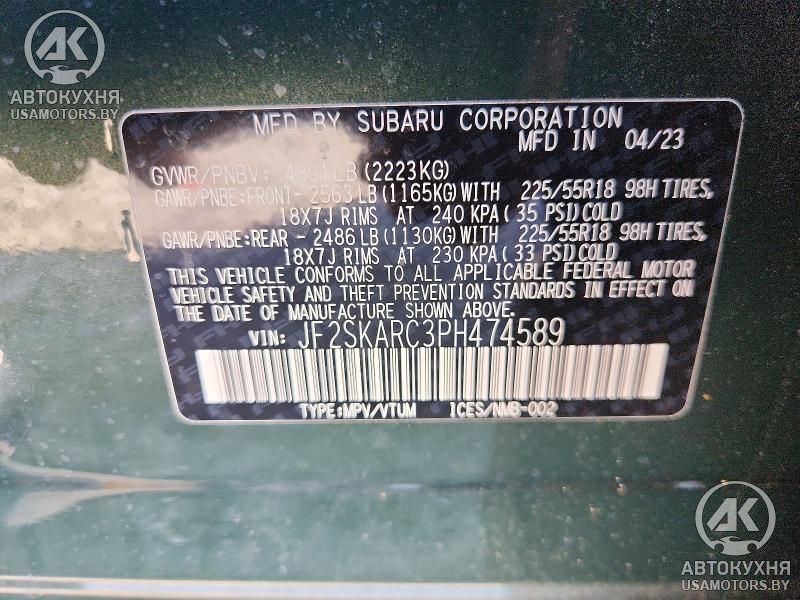 AK
АВТОКУХНЯ
USAMOTORS.BY
MFD BY SUBARU CORPORATION
MFD IN 04/23
GVWR/PNBV: 4891LB(2223KG)
GAWR/PNBE:FRONT- 2563LB(1165KG)WITH 225/55R18 98H TIRES,
18X7J RIMS AT 240 KPA(35 PSI)COLD
GAWR/PNBE:REAR - 2486LB(1130KG)WITH 225/55R18 98H TIRES,
18X7J RIMS AT 230 KPA(33 PSI)COLD
THIS VEHICLE CONFORMS TO ALL APPLICABLE FEDERAL MOTOR
VEHICLE SAFETY AND THEFT PREVENTION STANDARDS IN EFFECT ON
THE DATE OF MANUFACTURE SHOWN ABOVE.
VIN: JF2SKARC3PH474589
TYPE:MPV/VTUM ICES/NMB-002
AK
АВТОКУХНЯ
USAMOTORS.BY